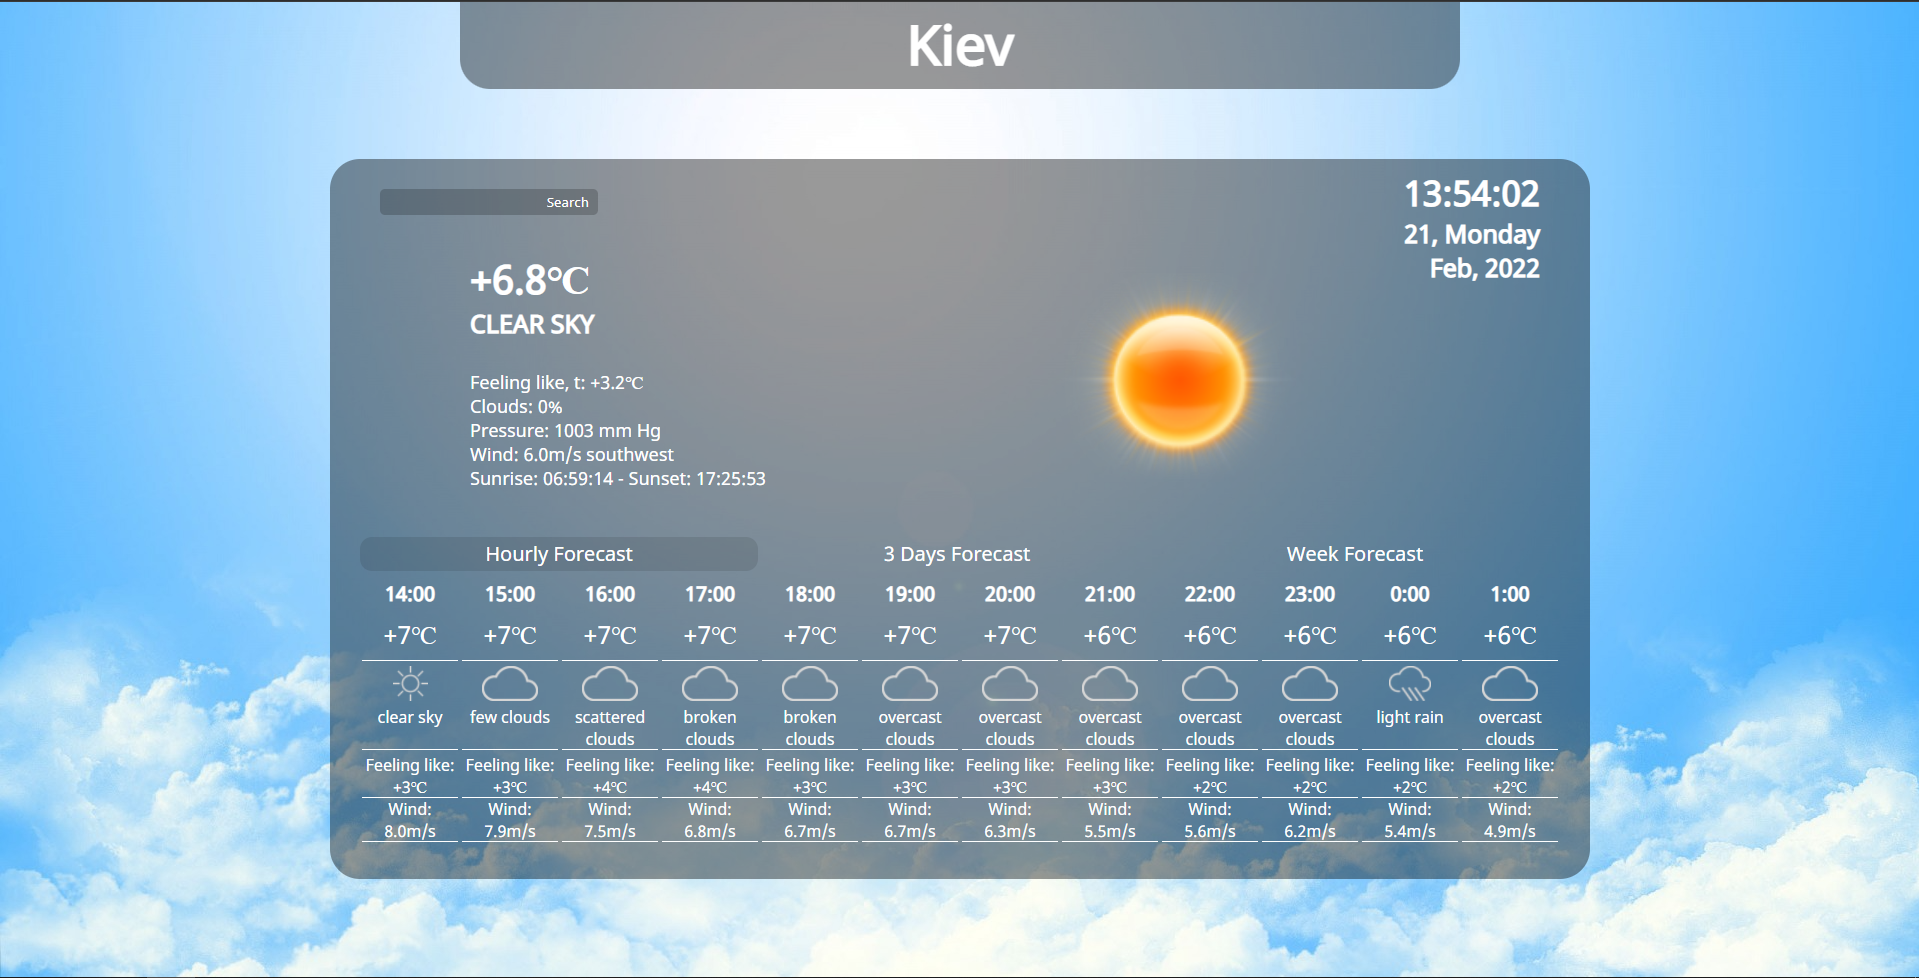 Kiev
Search
13:54:02
21, Monday
Feb, 2022
+6.8℃
CLEAR SKY
Feeling like, t: +3.2℃
Clouds: 0%
Pressure: 1003 mm Hg
Wind: 6.0m/s southwest
Sunrise: 06:59:14 - Sunset: 17:25:53
Hourly Forecast 3 Days Forecast Week Forecast
14:00 15:00 16:00 17:00 18:00 19:00 20:00 21:00 22:00 23:00 0:00 1:00
+7℃ +7℃ +7℃ +7℃ +7℃ +7℃ +7℃ +6℃ +6℃ +6℃ +6℃ +6℃
clear sky few clouds scattered broken broken overcast overcast overcast overcast overcast light rain overcast
clouds clouds clouds clouds clouds clouds clouds clouds clouds
Feeling like: Feeling like: Feeling like: Feeling like: Feeling like: Feeling like: Feeling like: Feeling like: Feeling like: Feeling like: Feeling like: Feeling like:
+3℃ +3℃ +4℃ +4℃ +3℃ +3℃ +3℃ +3℃ +2℃ +2℃ +2℃ +2℃
Wind: Wind: Wind: Wind: Wind: Wind: Wind: Wind: Wind: Wind: Wind: Wind:
8.0m/s 7.9m/s 7.5m/s 6.8m/s 6.7m/s 6.7m/s 6.3m/s 5.5m/s 5.6m/s 6.2m/s 5.4m/s 4.9m/s